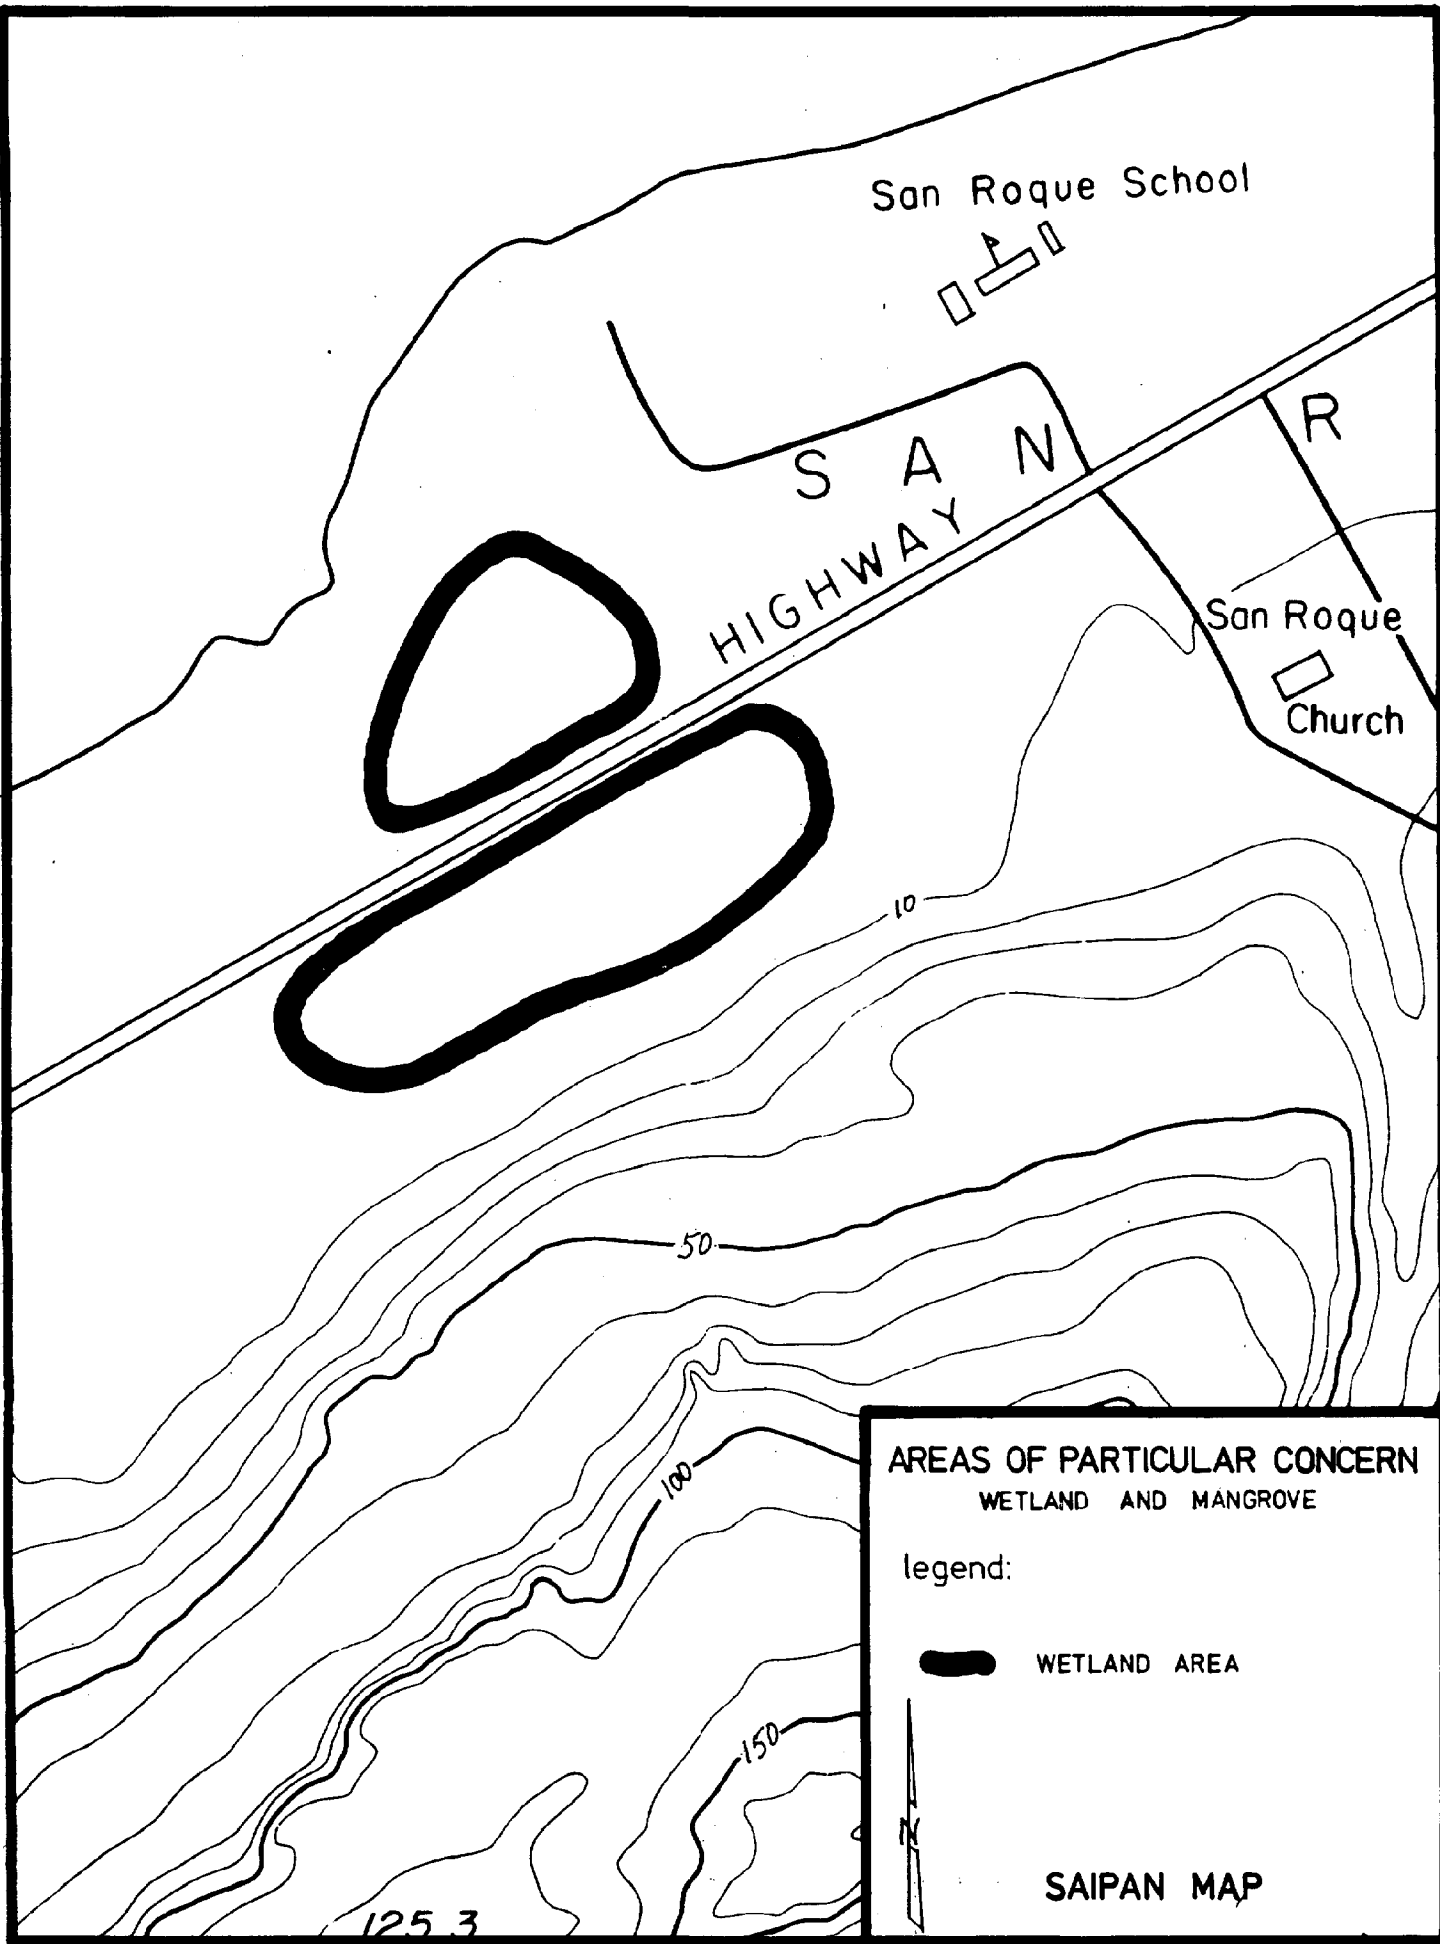 San Roque School
S A N R
HIGHWAY
San Roque
Church
10
50
100
150
125.3
AREAS OF PARTICULAR CONCERN
WETLAND AND MANGROVE
legend:
WETLAND AREA
N
SAIPAN MAP